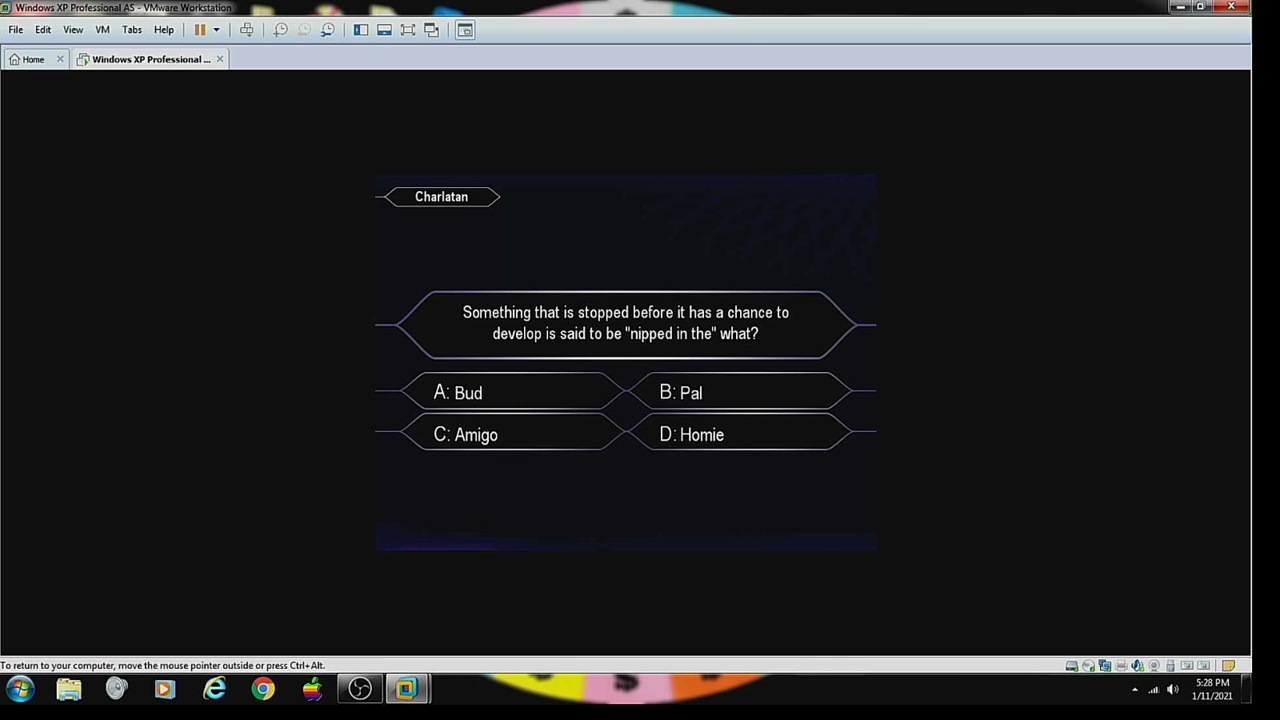 Windows XP Professional AS - VMware Workstation
File Edit View VM Tabs Help
Home Windows XP Professional ...
Charlatan
Something that is stopped before it has a chance to
develop is said to be "nipped in the" what?
A: Bud B: Pal
C: Amigo D: Homie
To return to your computer, move the mouse pointer outside or press Ctrl+Alt.
5:28 PM
1/11/2021